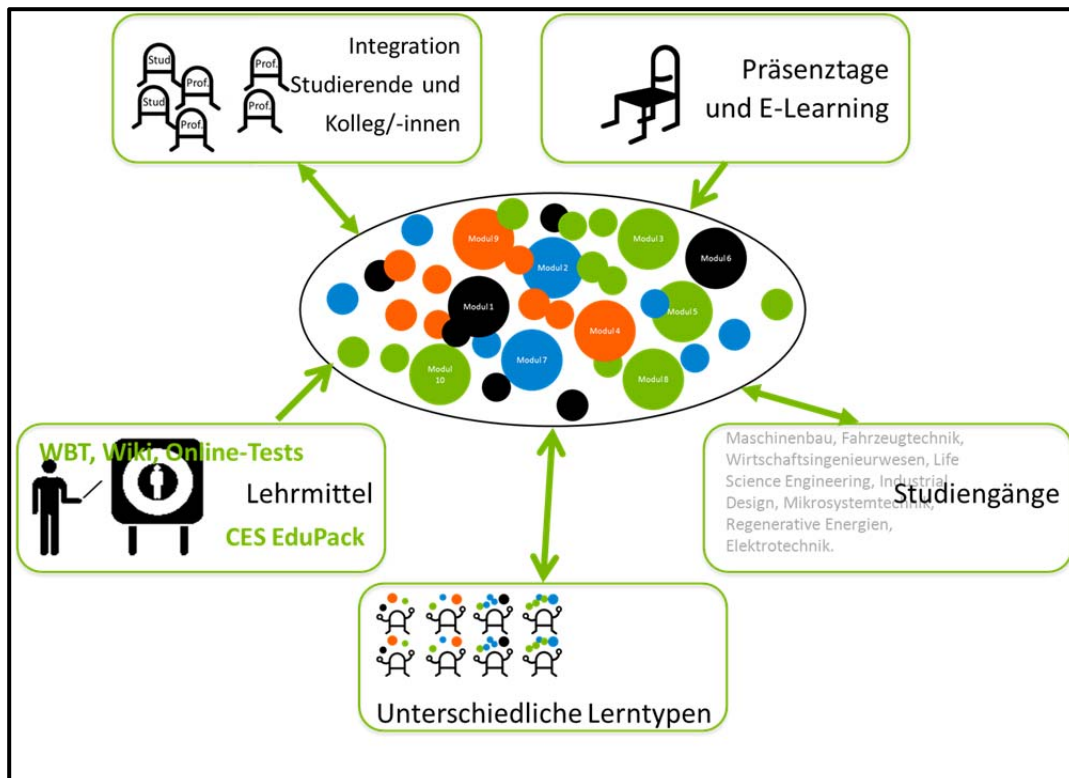 Stud
Prof.
Stud
Prof.
Prof.
Prof.
Integration
Studierende und
Kolleg/-innen
Präsenztage
und E-Learning
Modul 9
Modul 3
Modul 6
Modul 2
Modul 1
Modul 5
Modul 4
Modul 7
Modul
10
Modul 8
WBT, Wiki, Online-Tests
Lehrmittel
CES EduPack
Maschinenbau, Fahrzeugtechnik,
Wirtschaftsingenieurwesen, Life
Science Engineering, Industrial
Design, Mikrosystemtechnik,
Regenerative Energien,
Elektrotechnik.
Studiengänge
Unterschiedliche Lerntypen